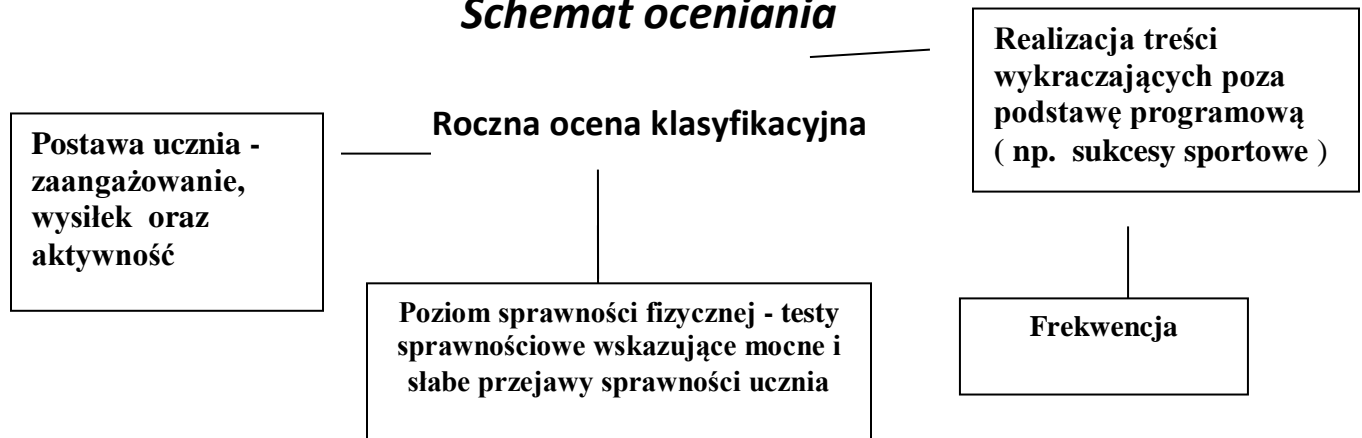 Schemat oceniania
Realizacja treści
wykraczających poza
podstawę programową
( np. sukcesy sportowe )
Roczna ocena klasyfikacyjna
Postawa ucznia -
zaangażowanie,
wysiłek oraz
aktywność
Poziom sprawności fizycznej - testy
sprawnościowe wskazujące mocne i
słabe przejawy sprawności ucznia
Frekwencja